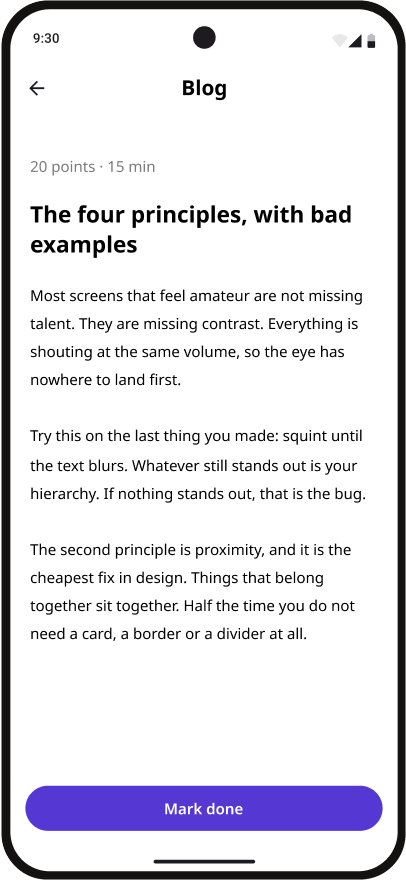 9:30
Blog
20 points · 15 min
The four principles, with bad
examples
Most screens that feel amateur are not missing
talent. They are missing contrast. Everything is
shouting at the same volume, so the eye has
nowhere to land first.
Try this on the last thing you made: squint until
the text blurs. Whatever still stands out is your
hierarchy. If nothing stands out, that is the bug.
The second principle is proximity, and it is the
cheapest fix in design. Things that belong
together sit together. Half the time you do not
need a card, a border or a divider at all.
Mark done